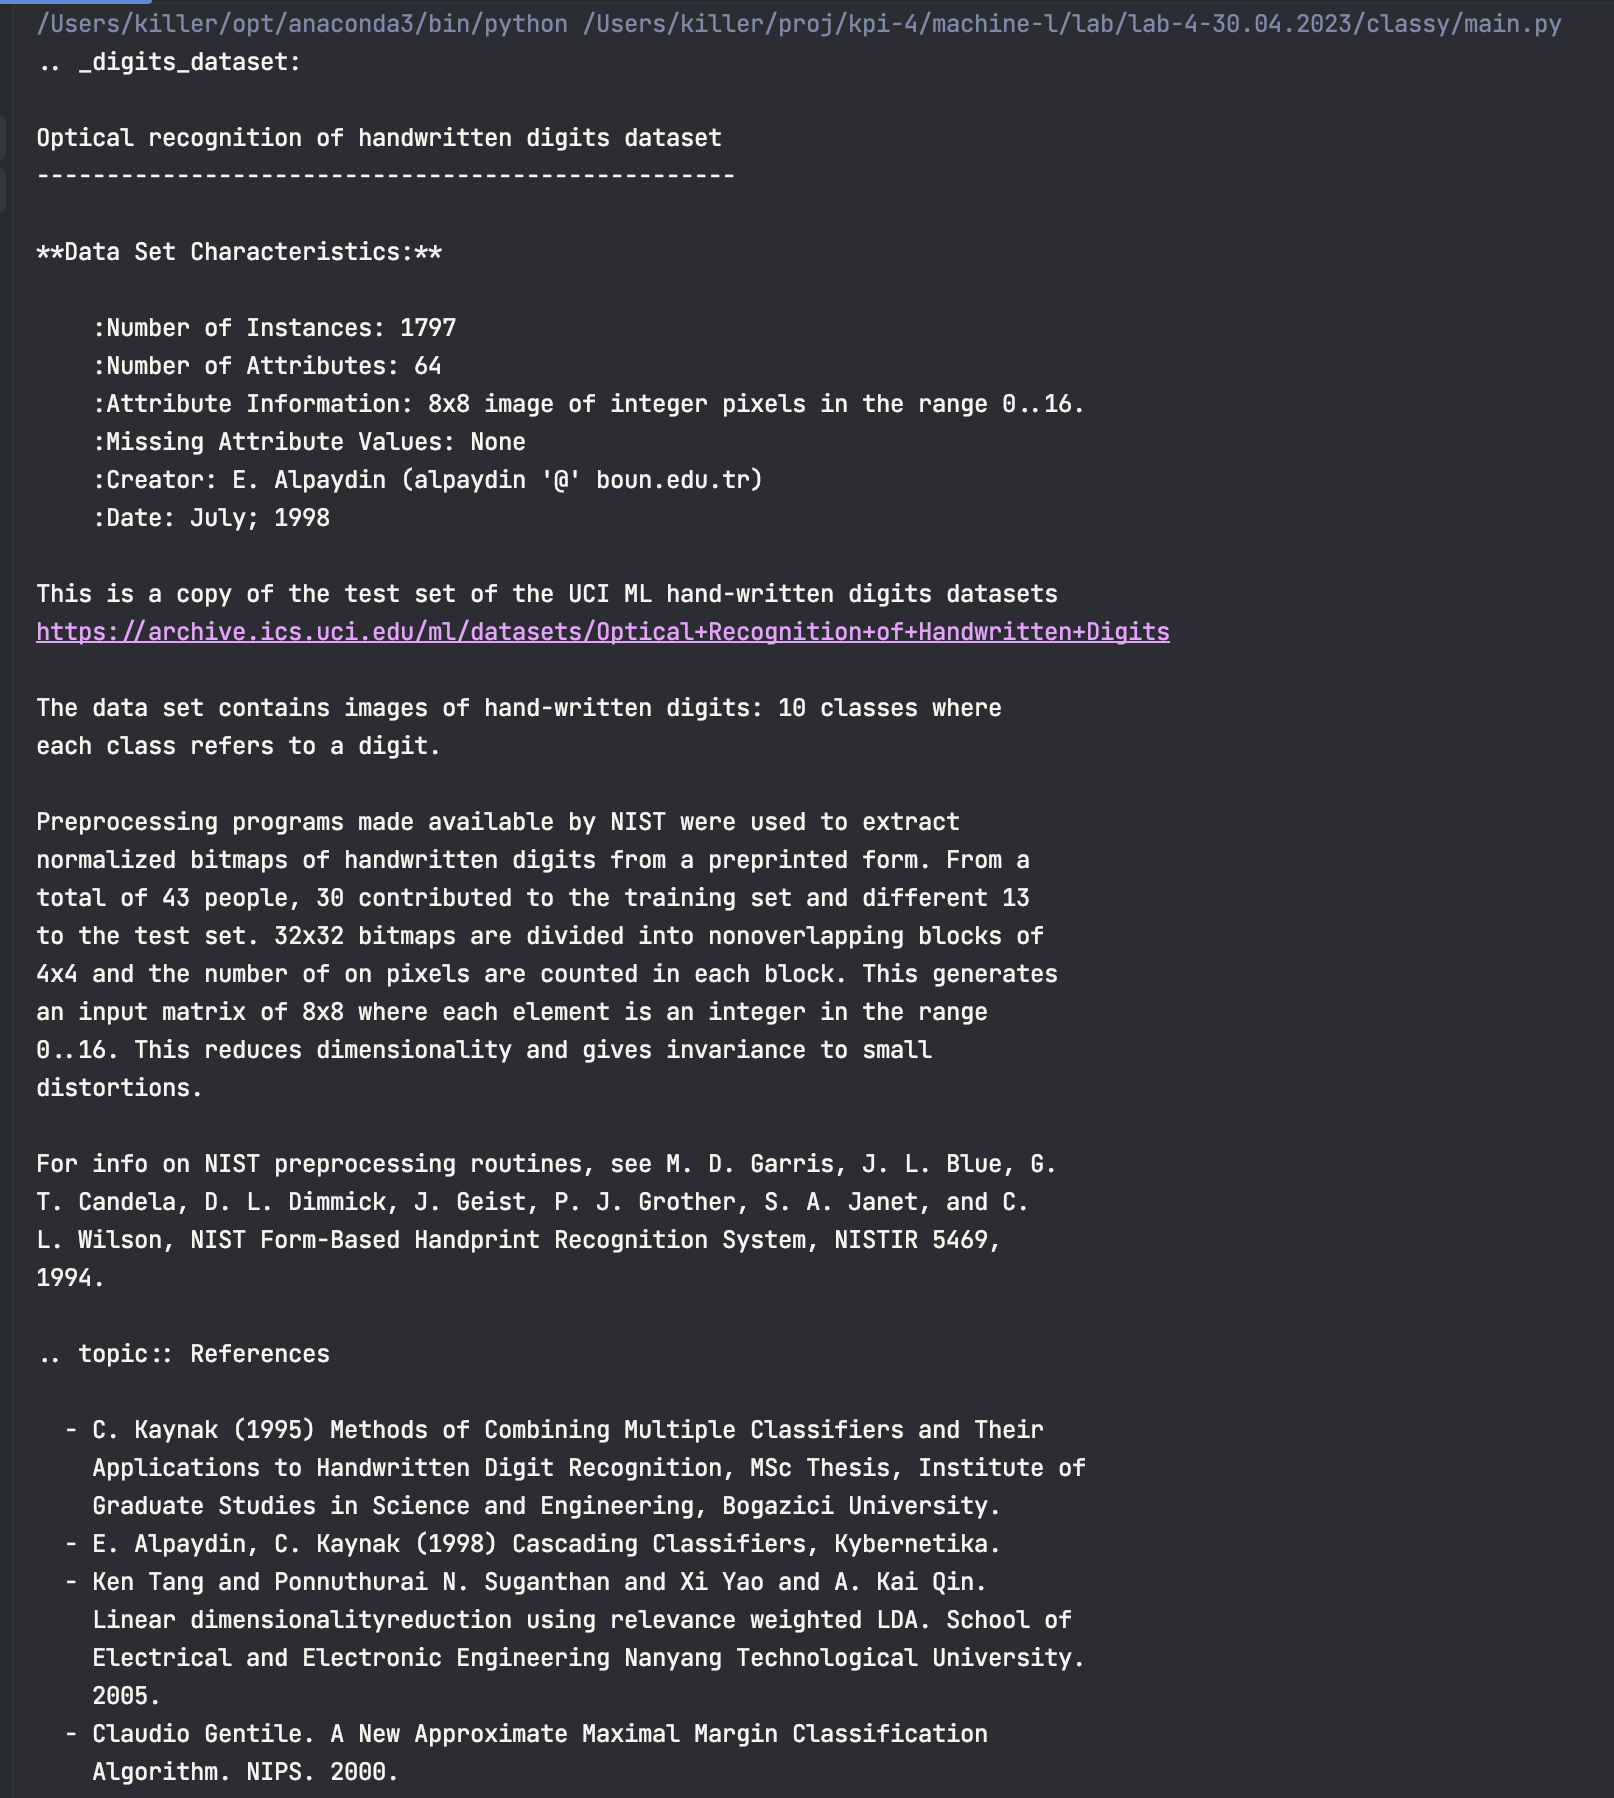 /Users/killer/opt/anaconda3/bin/python /Users/killer/proj/kpi-4/machine-l/lab/lab-4-30.04.2023/classy/main.py
.. _digits_dataset:

Optical recognition of handwritten digits dataset
--------------------------------------------------

**Data Set Characteristics:**

    :Number of Instances: 1797
    :Number of Attributes: 64
    :Attribute Information: 8x8 image of integer pixels in the range 0..16.
    :Missing Attribute Values: None
    :Creator: E. Alpaydin (alpaydin '@' boun.edu.tr)
    :Date: July; 1998

This is a copy of the test set of the UCI ML hand-written digits datasets
https://archive.ics.uci.edu/ml/datasets/Optical+Recognition+of+Handwritten+Digits

The data set contains images of hand-written digits: 10 classes where
each class refers to a digit.

Preprocessing programs made available by NIST were used to extract
normalized bitmaps of handwritten digits from a preprinted form. From a
total of 43 people, 30 contributed to the training set and different 13
to the test set. 32x32 bitmaps are divided into nonoverlapping blocks of
4x4 and the number of on pixels are counted in each block. This generates
an input matrix of 8x8 where each element is an integer in the range
0..16. This reduces dimensionality and gives invariance to small
distortions.

For info on NIST preprocessing routines, see M. D. Garris, J. L. Blue, G.
T. Candela, D. L. Dimmick, J. Geist, P. J. Grother, S. A. Janet, and C.
L. Wilson, NIST Form-Based Handprint Recognition System, NISTIR 5469,
1994.

.. topic:: References

  - C. Kaynak (1995) Methods of Combining Multiple Classifiers and Their
    Applications to Handwritten Digit Recognition, MSc Thesis, Institute of
    Graduate Studies in Science and Engineering, Bogazici University.
  - E. Alpaydin, C. Kaynak (1998) Cascading Classifiers, Kybernetika.
  - Ken Tang and Ponnuthurai N. Suganthan and Xi Yao and A. Kai Qin.
    Linear dimensionalityreduction using relevance weighted LDA. School of
    Electrical and Electronic Engineering Nanyang Technological University.
    2005.
  - Claudio Gentile. A New Approximate Maximal Margin Classification
    Algorithm. NIPS. 2000.